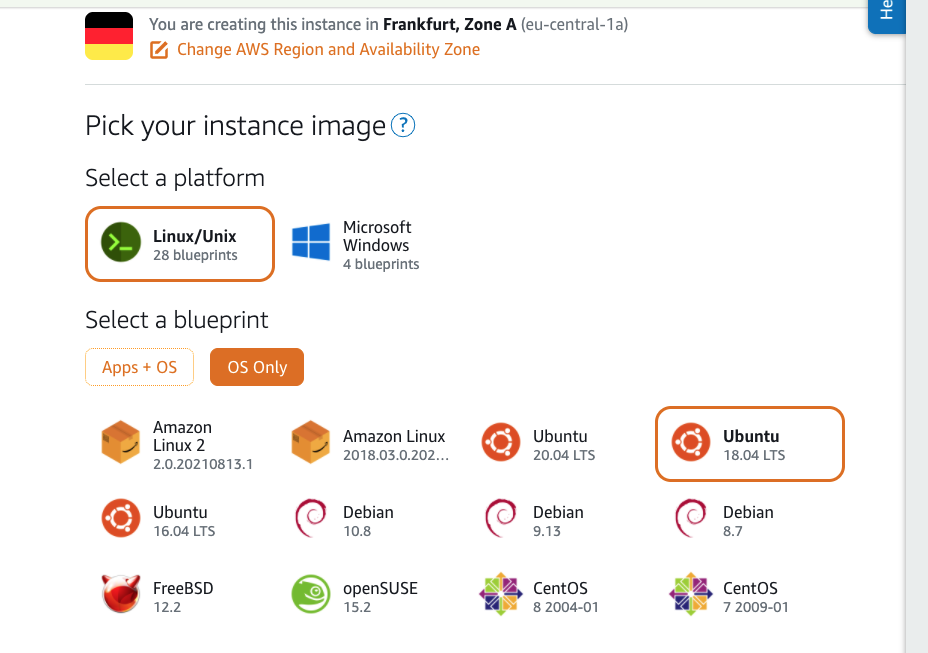 He
You are creating this instance in Frankfurt, Zone A (eu-central-1a)
Change AWS Region and Availability Zone
Pick your instance image ?
Select a platform
Linux/Unix
28 blueprints
Microsoft
Windows
4 blueprints
Select a blueprint
Apps + OS
OS Only
Amazon
Linux 2
2.0.20210813.1
Amazon Linux
2018.03.0.202...
Ubuntu
20.04 LTS
Ubuntu
18.04 LTS
Ubuntu
16.04 LTS
Debian
10.8
Debian
9.13
Debian
8.7
FreeBSD
12.2
openSUSE
15.2
CentOS
8 2004-01
CentOS
7 2009-01